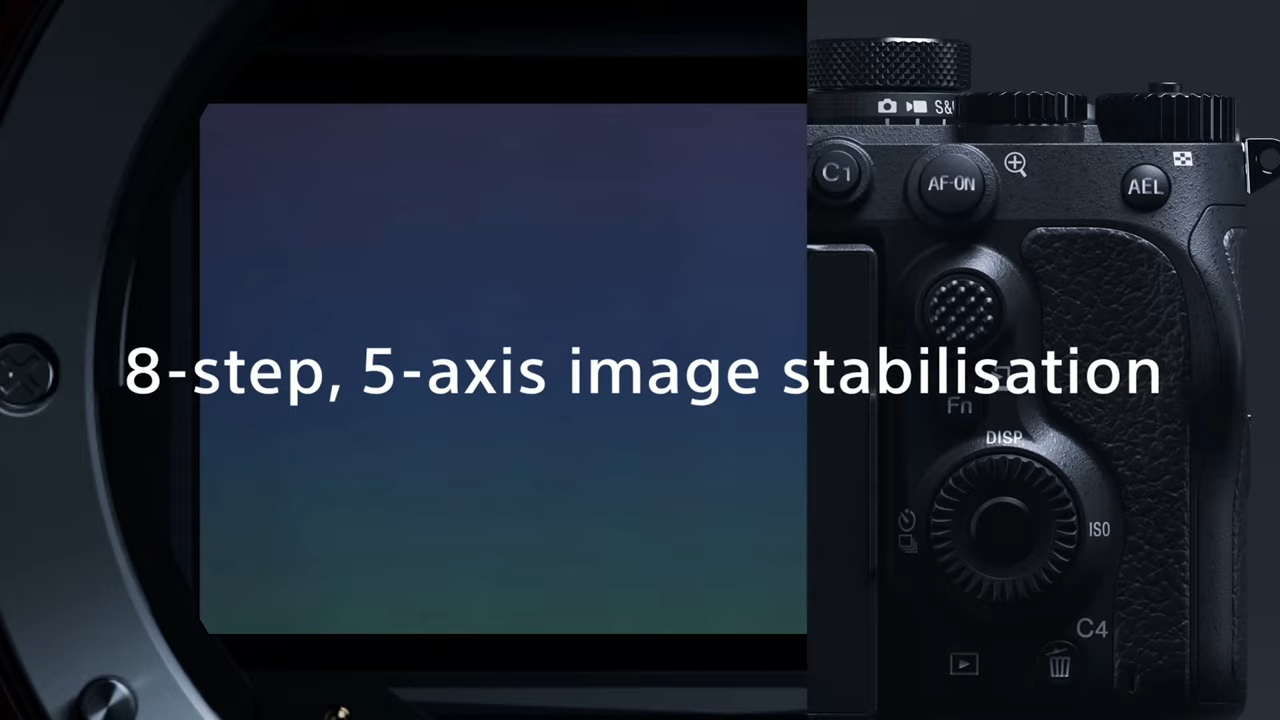 S&
C1
AF-ON
AEL
8-step, 5-axis image stabilisation
Fn
DISP
ISO
C4